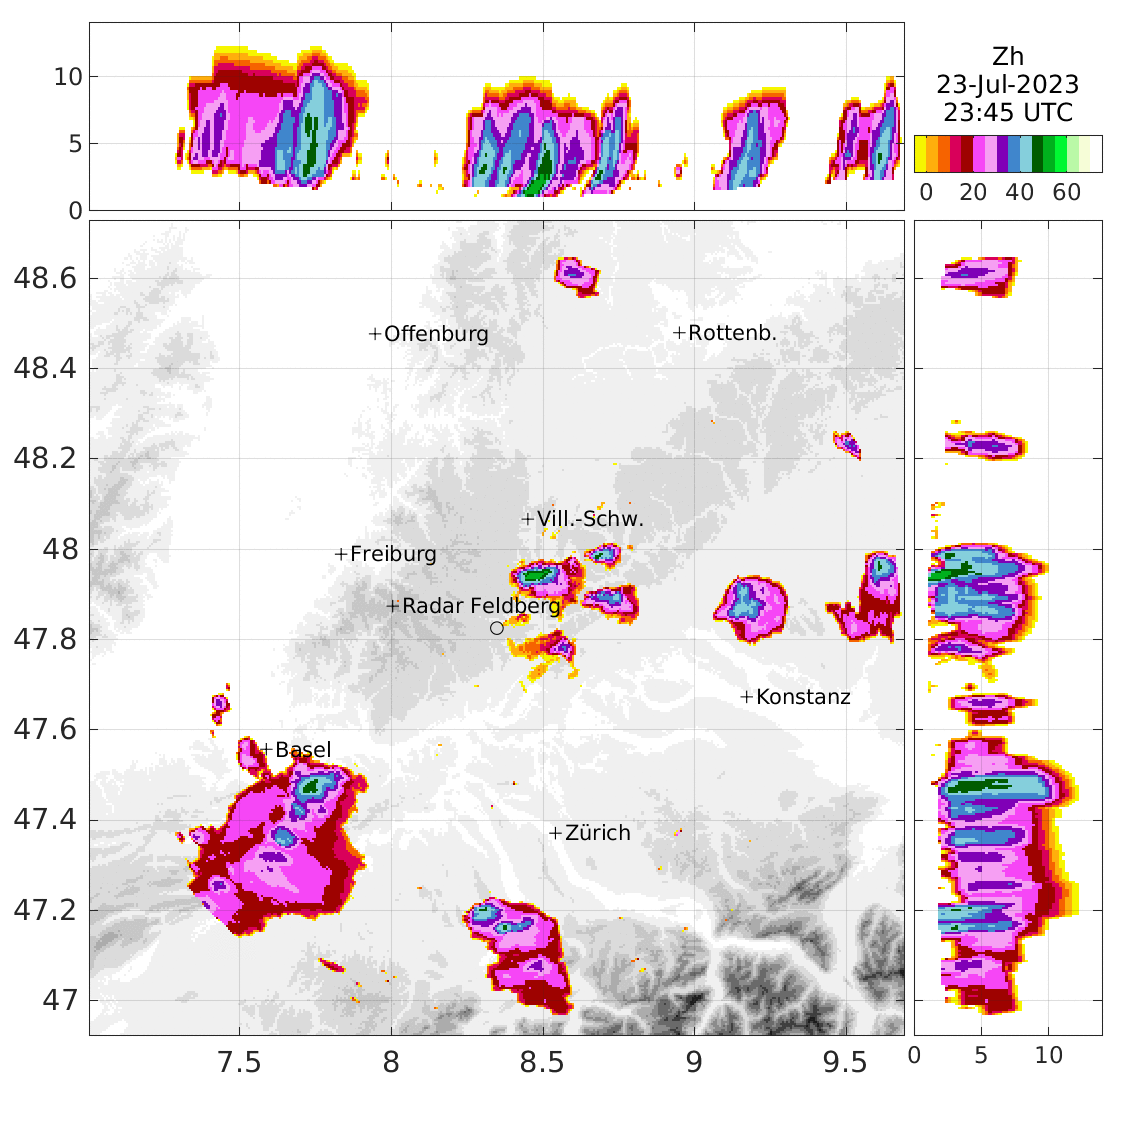 10
5
0
Zh
23-Jul-2023
23:45 UTC
0 20 40 60
48.6
48.4
48.2
48
47.8
47.6
47.4
47.2
47
+Offenburg
+Rottenb.
+Vill.-Schw.
+Freiburg
+Radar Feldberg
+Konstanz
+Basel
+Zürich
7.5 8 8.5 9 9.5
0 5 10